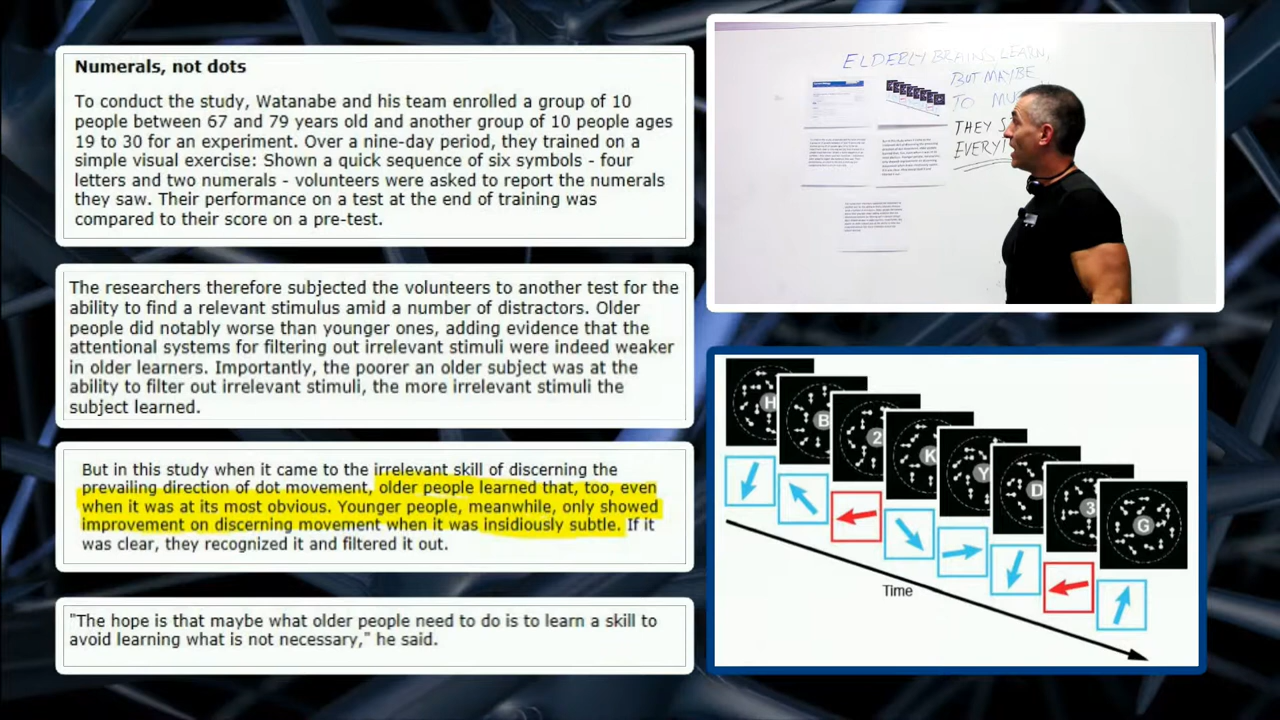 Numerals, not dots
To conduct the study, Watanabe and his team enrolled a group of 10
people between 67 and 79 years old and another group of 10 people ages
19 to 30 for an experiment. Over a nine-day period, they trained on a
simple visual exercise: Shown a quick sequence of six symbols - four
letters and two numerals - volunteers were asked to report the numerals
they saw. Their performance on a test at the end of training was
compared to their score on a pre-test.
The researchers therefore subjected the volunteers to another test for the
ability to find a relevant stimulus amid a number of distractors. Older
people did notably worse than younger ones, adding evidence that the
attentional systems for filtering out irrelevant stimuli were indeed weaker
in older learners. Importantly, the poorer an older subject was at the
ability to filter out irrelevant stimuli, the more irrelevant stimuli the
subject learned.
But in this study when it came to the irrelevant skill of discerning the
prevailing direction of dot movement, older people learned that, too, even
when it was at its most obvious. Younger people, meanwhile, only showed
improvement on discerning movement when it was insidiously subtle. If it
was clear, they recognized it and filtered it out.
"The hope is that maybe what older people need to do is to learn a skill to
avoid learning what is not necessary," he said.
ELDERLY BRAINS LEARN,
BUT MAYBE
TO
THEY
H
B
2
K
Y
D
3
G
Time